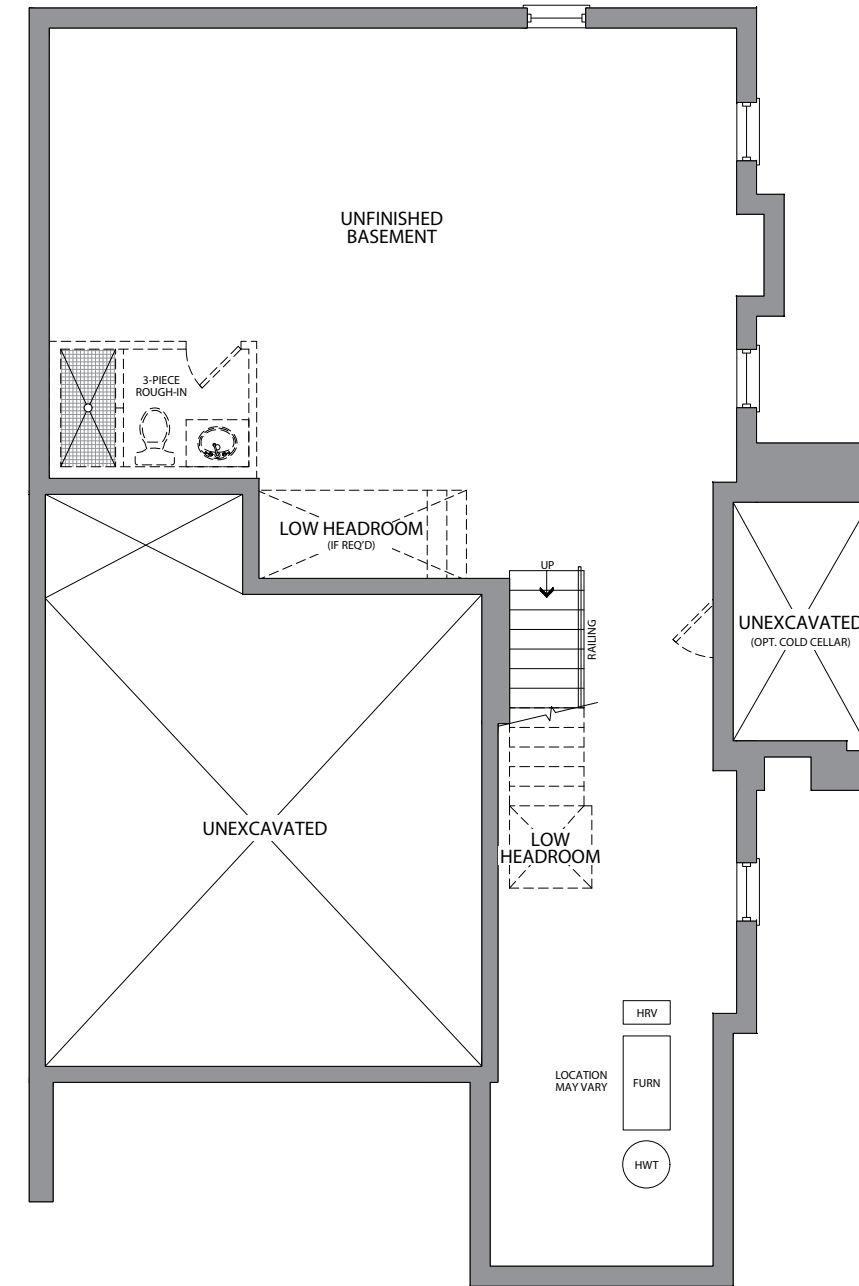 UNFINISHED
BASEMENT
3-PIECE
ROUGH-IN
LOW HEADROOM
(IF REQ'D)
UP
RAILING
UNEXCAVATED
(OPT. COLD CELLAR)
UNEXCAVATED
LOW
HEADROOM
HRV
LOCATION
MAY VARY
FURN
HWT